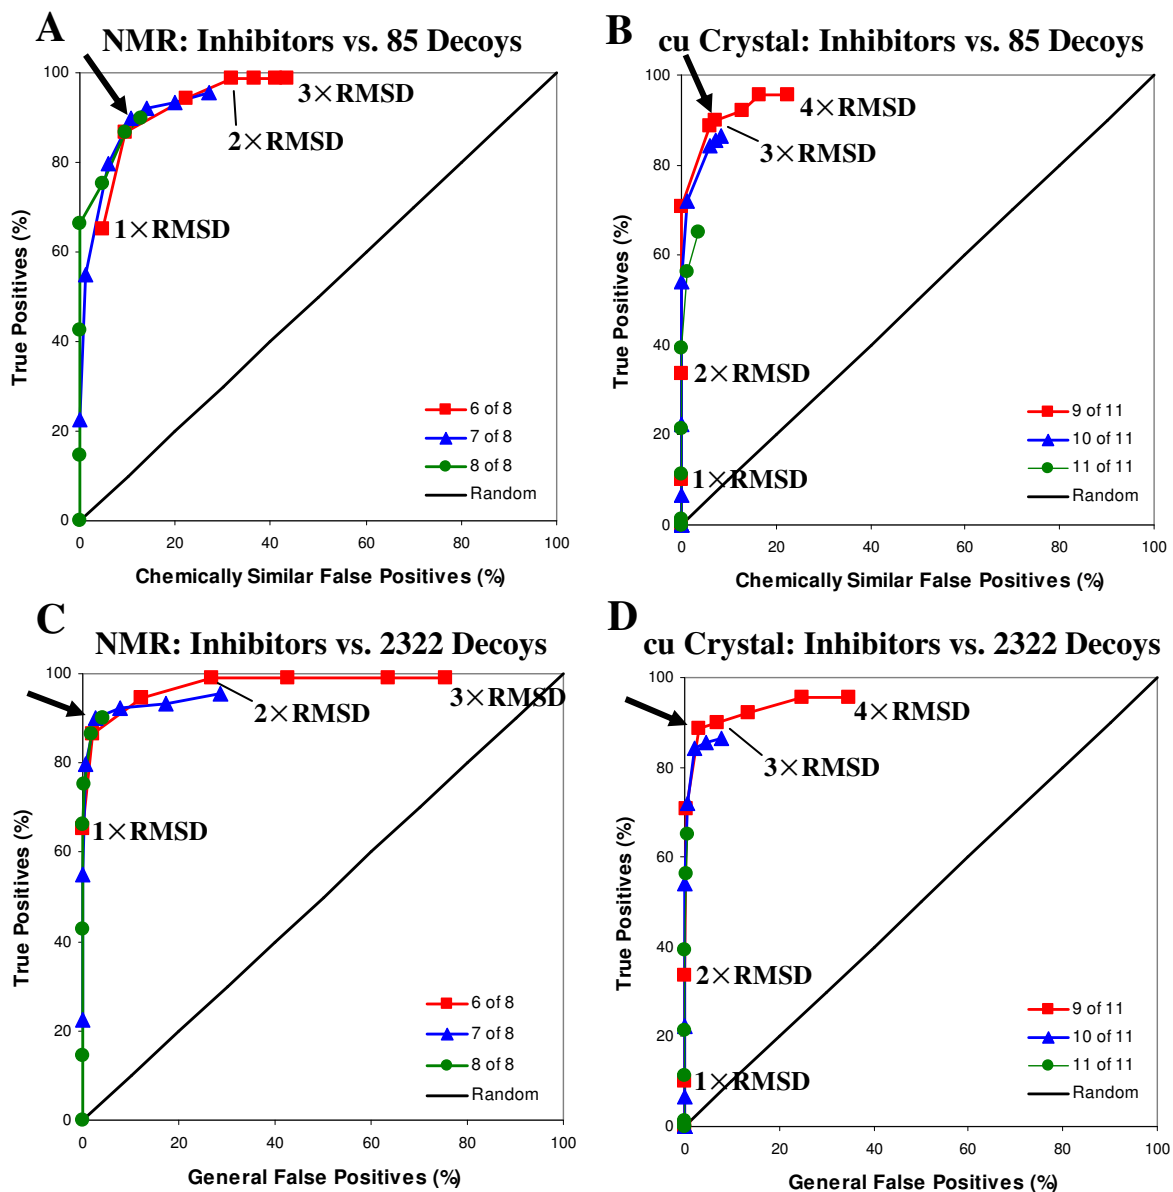 A
NMR: Inhibitors vs. 85 Decoys
100
80
60
40
20
0
True Positives (%)
3×RMSD
2×RMSD
1×RMSD
6 of 8
7 of 8
8 of 8
Random
0 20 40 60 80 100
Chemically Similar False Positives (%)
B
cu Crystal: Inhibitors vs. 85 Decoys
100
80
60
40
20
0
True Positives (%)
4×RMSD
3×RMSD
2×RMSD
1×RMSD
9 of 11
10 of 11
11 of 11
Random
0 20 40 60 80 100
Chemically Similar False Positives (%)
C
NMR: Inhibitors vs. 2322 Decoys
100
80
60
40
20
0
True Positives (%)
3×RMSD
2×RMSD
1×RMSD
6 of 8
7 of 8
8 of 8
Random
0 20 40 60 80 100
General False Positives (%)
D
cu Crystal: Inhibitors vs. 2322 Decoys
100
80
60
40
20
0
True Positives (%)
4×RMSD
3×RMSD
2×RMSD
1×RMSD
9 of 11
10 of 11
11 of 11
Random
0 20 40 60 80 100
General False Positives (%)